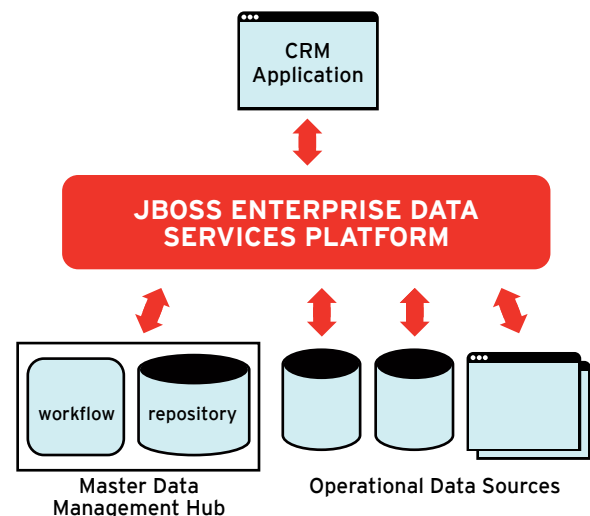 CRM
Application
JBOSS ENTERPRISE DATA
SERVICES PLATFORM
workflow
repository
Master Data
Management Hub
Operational Data Sources